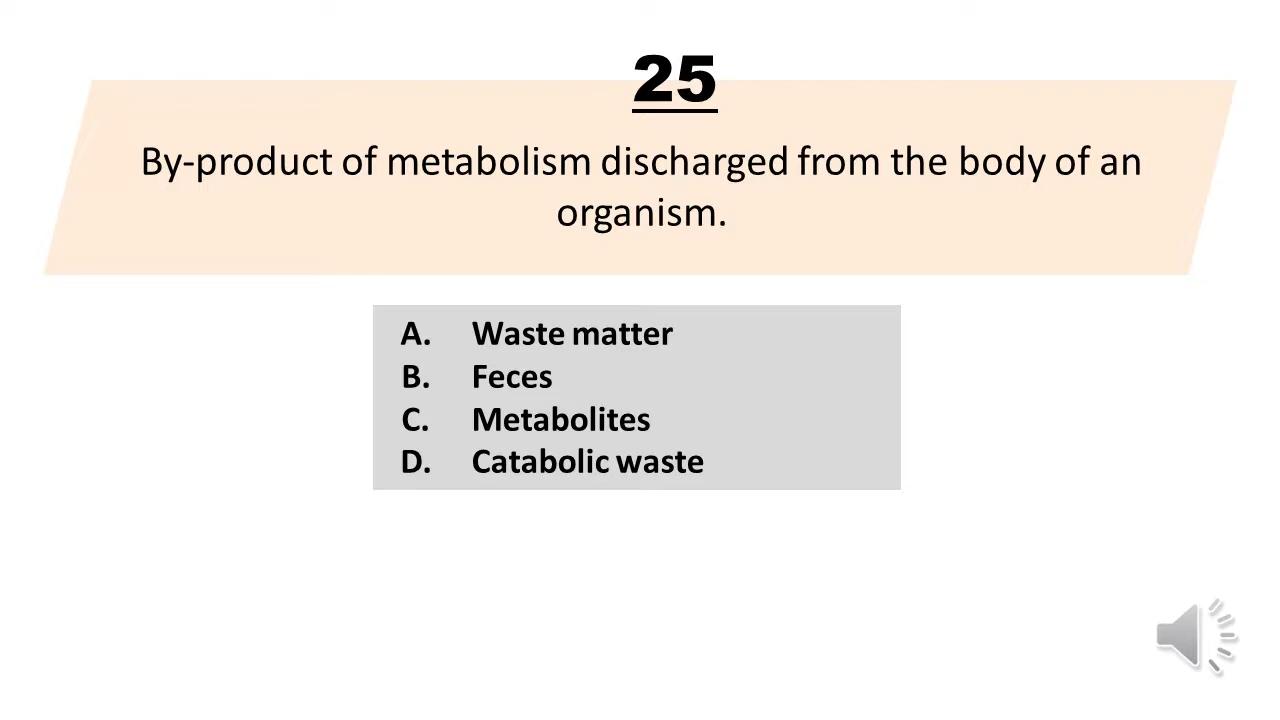 25
By-product of metabolism discharged from the body of an
organism.
A. Waste matter
B. Feces
C. Metabolites
D. Catabolic waste